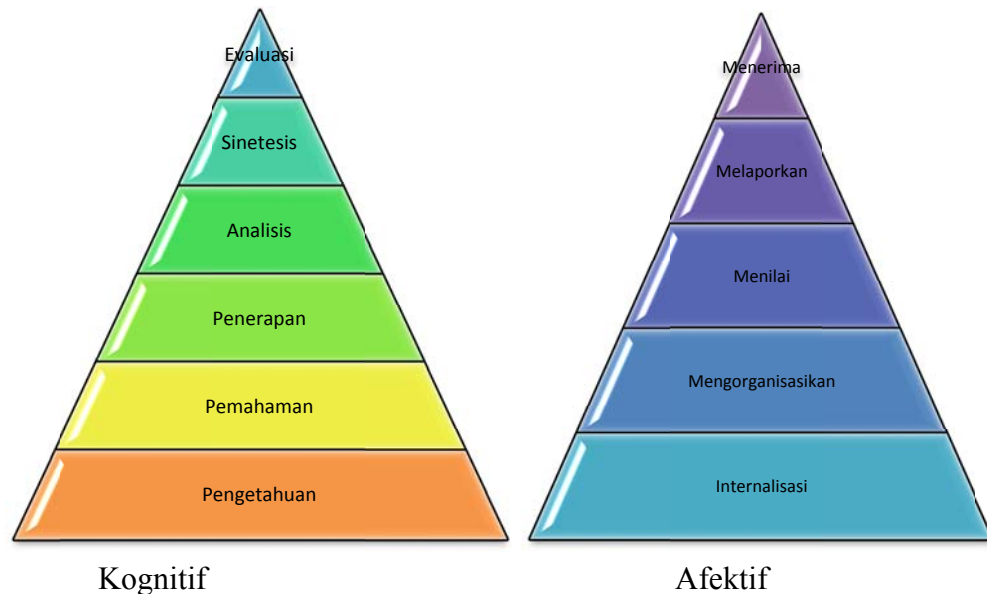 Evaluasi
Sinetesis
Analisis
Penerapan
Pemahaman
Pengetahuan
Kognitif
Menerima
Melaporkan
Menilai
Mengorganisasikan
Internalisasi
Afektif